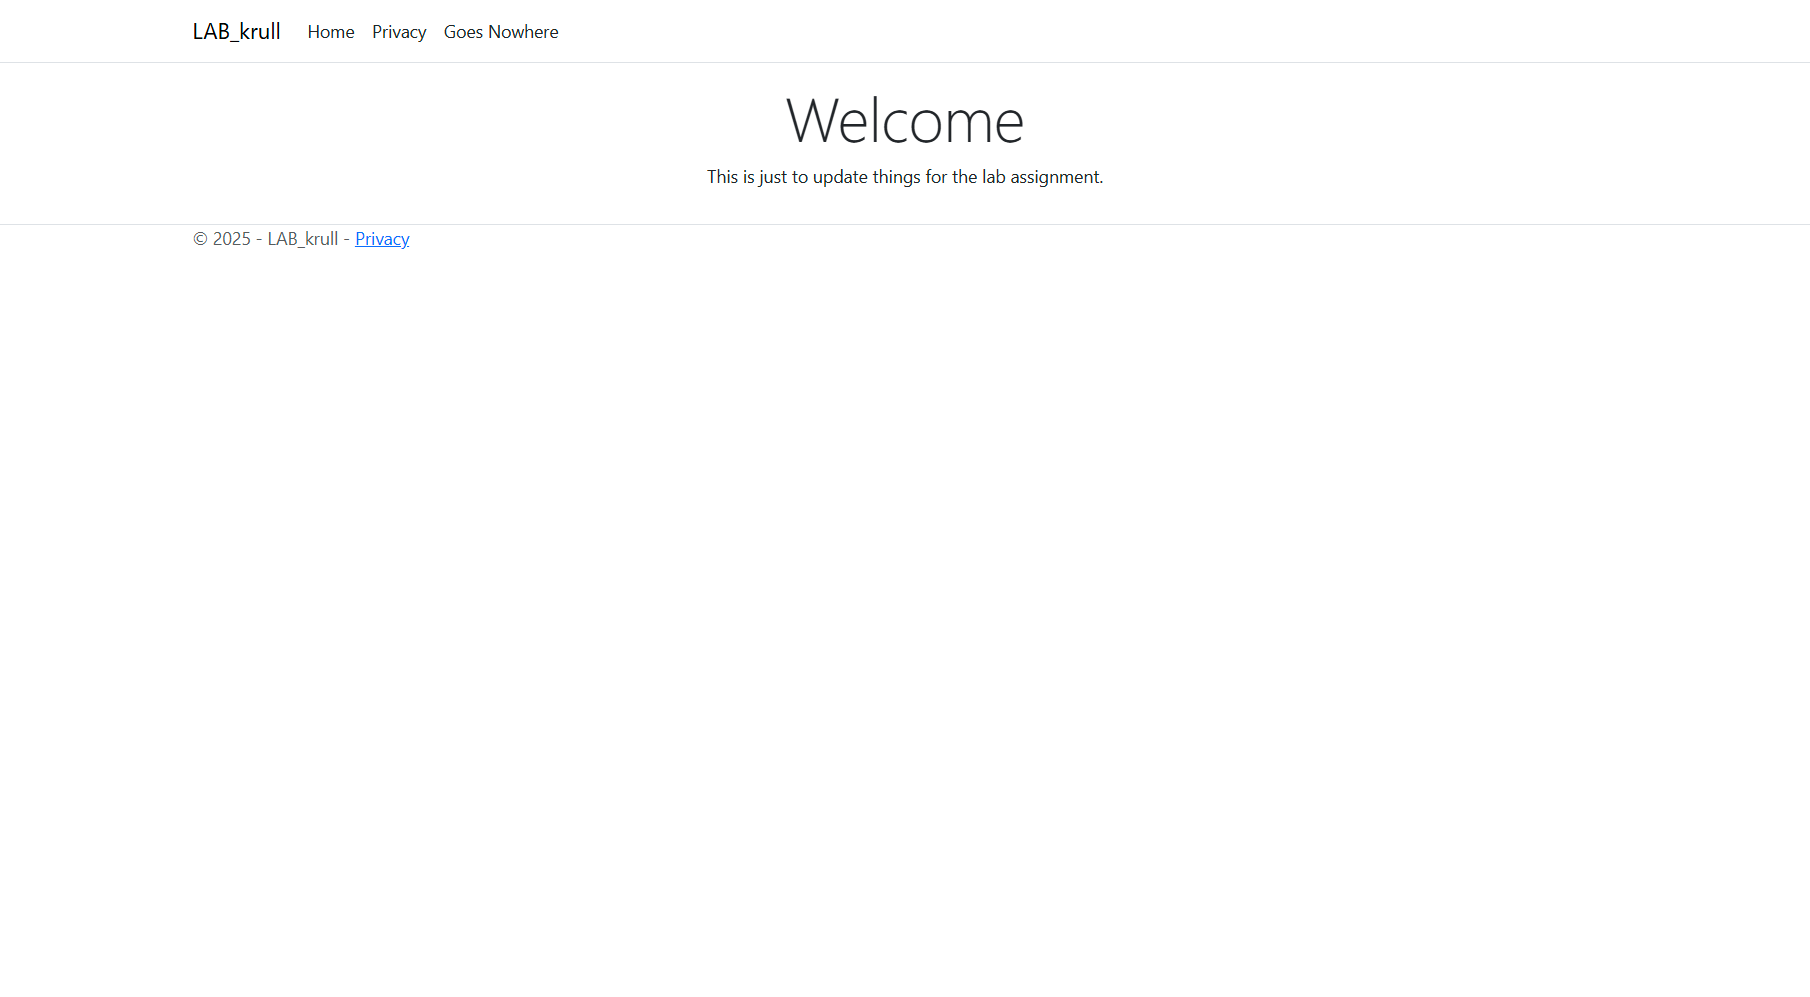 LAB_krull Home Privacy Goes Nowhere
Welcome
This is just to update things for the lab assignment.
© 2025 - LAB_krull - Privacy